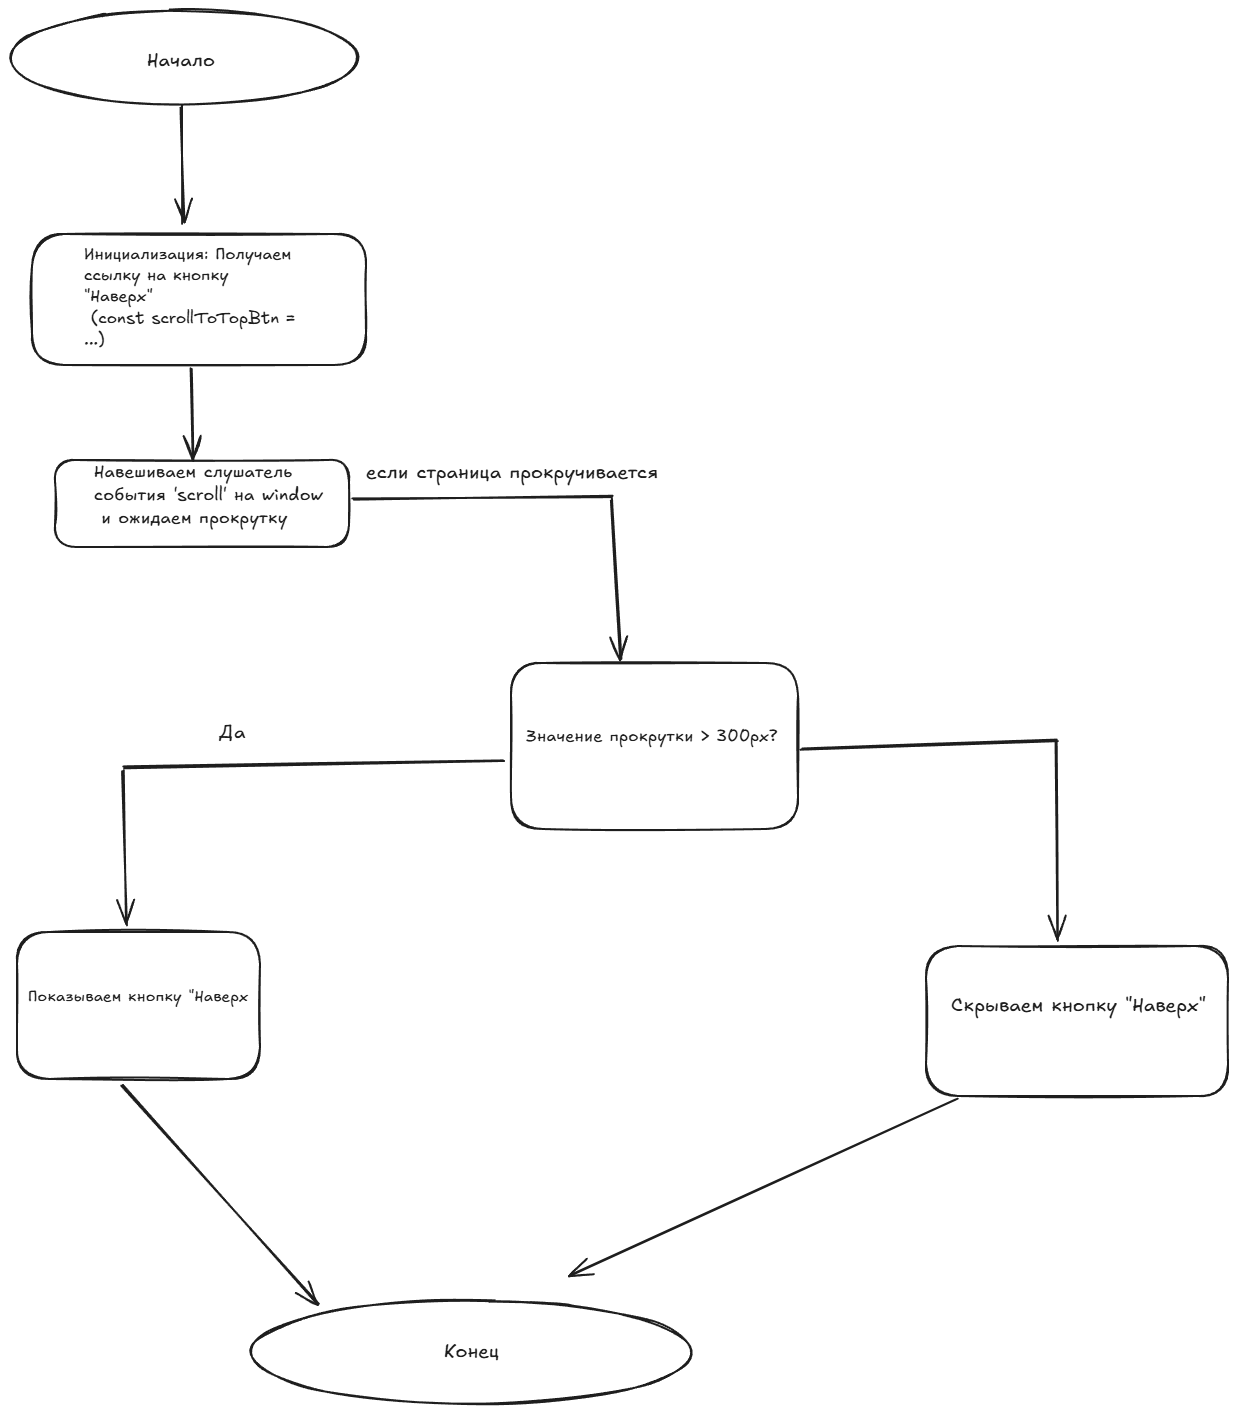 Начало
Инициализация: Получаем
ссылку на кнопку
"Наверх"
(const scrollToTopBtn =
...)
Навешиваем слушатель
события 'scroll' на window
и ожидаем прокрутку
если страница прокручивается
Значение прокрутки > 300px?
Да
Показываем кнопку "Наверх
Скрываем кнопку "Наверх"
Конец